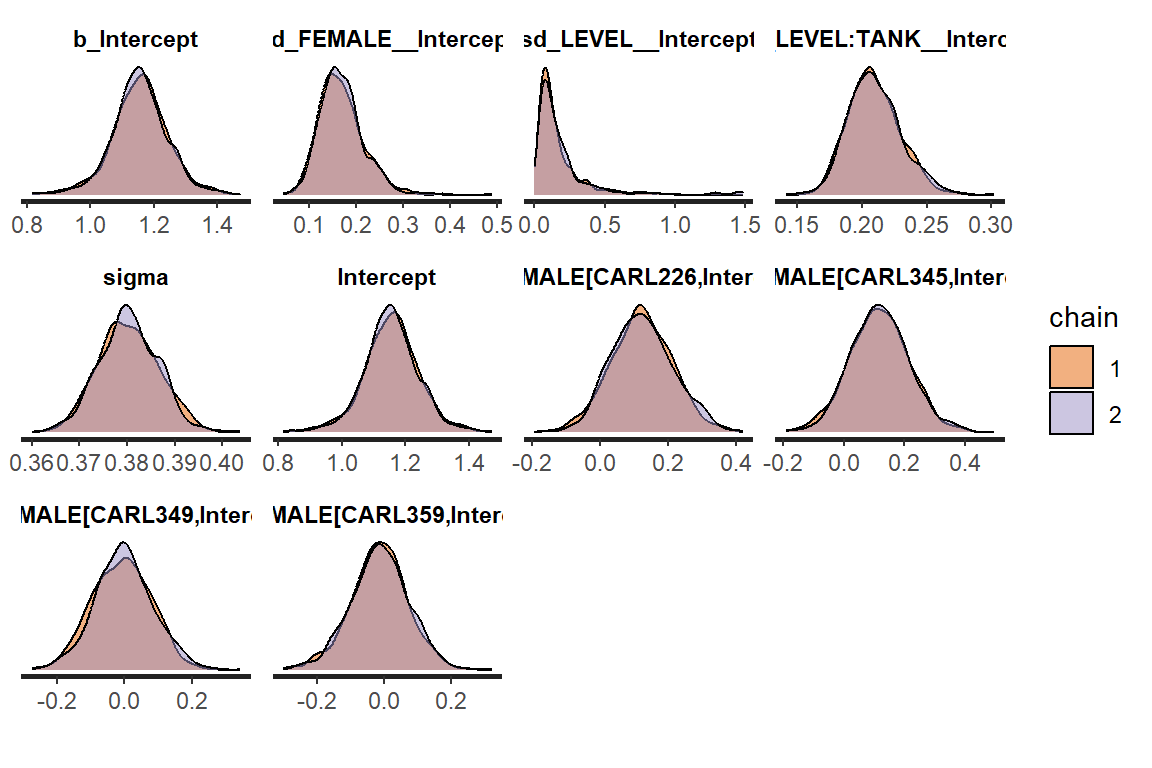 b_Intercept d_FEMALE__Intercep sd_LEVEL__Intercept LEVEL:TANK__Interc
0.8 1.0 1.2 1.4 0.1 0.2 0.3 0.4 0.5 0.0 0.5 1.0 1.5 0.15 0.20 0.25 0.30
sigma Intercept MALE[CARL226,Inter MALE[CARL345,Inter
0.36 0.37 0.38 0.39 0.40 0.8 1.0 1.2 1.4 -0.2 0.0 0.2 0.4 -0.2 0.0 0.2 0.4
MALE[CARL349,Inter MALE[CARL359,Inter
-0.2 0.0 0.2 -0.2 0.0 0.2
chain
1
2